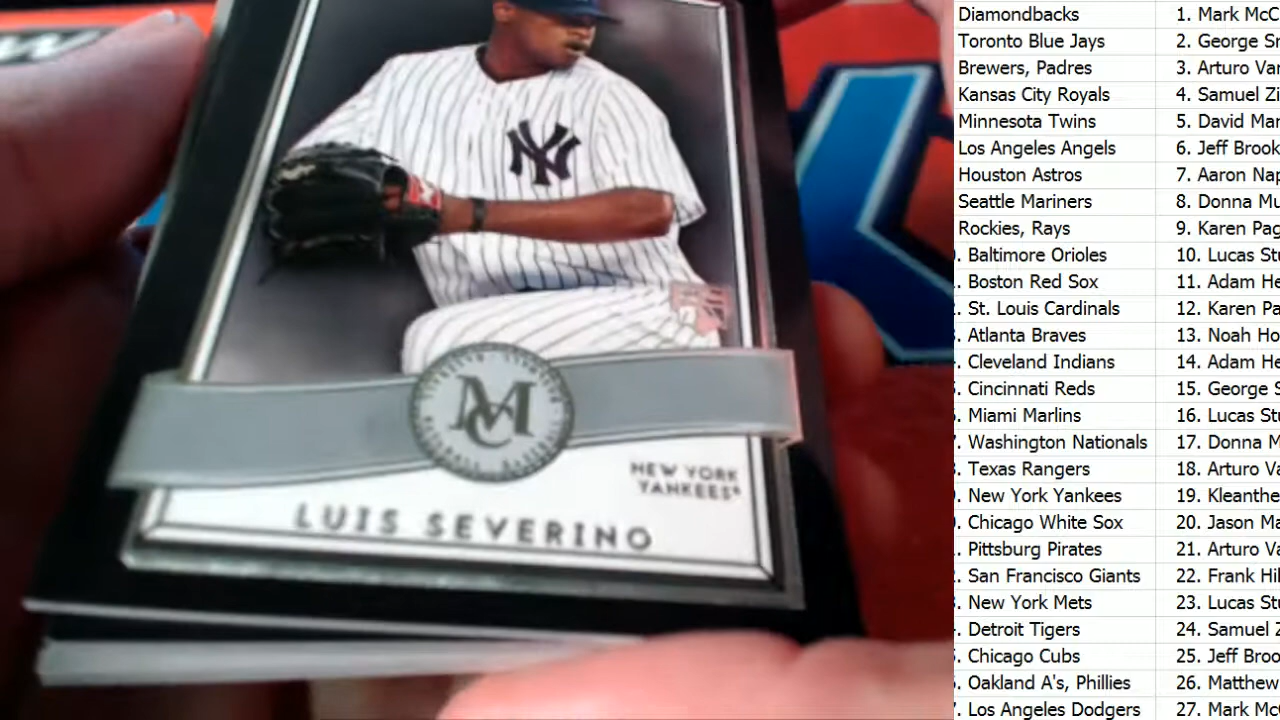 NEW YORK
YANKEES
LUIS SEVERINO
Diamondbacks 1. Mark McC
Toronto Blue Jays 2. George Sr
Brewers, Padres 3. Arturo Var
Kansas City Royals 4. Samuel Zi
Minnesota Twins 5. David Mar
Los Angeles Angels 6. Jeff Brook
Houston Astros 7. Aaron Nap
Seattle Mariners 8. Donna Mu
Rockies, Rays 9. Karen Pag
. Baltimore Orioles 10. Lucas Stu
. Boston Red Sox 11. Adam He
. St. Louis Cardinals 12. Karen Pa
. Atlanta Braves 13. Noah Ho
. Cleveland Indians 14. Adam He
. Cincinnati Reds 15. George S
. Miami Marlins 16. Lucas Stu
. Washington Nationals 17. Donna M
. Texas Rangers 18. Arturo Va
. New York Yankees 19. Kleanthe
. Chicago White Sox 20. Jason Ma
. Pittsburg Pirates 21. Arturo Va
. San Francisco Giants 22. Frank Hil
. New York Mets 23. Lucas Stu
. Detroit Tigers 24. Samuel Z
. Chicago Cubs 25. Jeff Broo
. Oakland A's, Phillies 26. Matthew
. Los Angeles Dodgers 27. Mark Mc